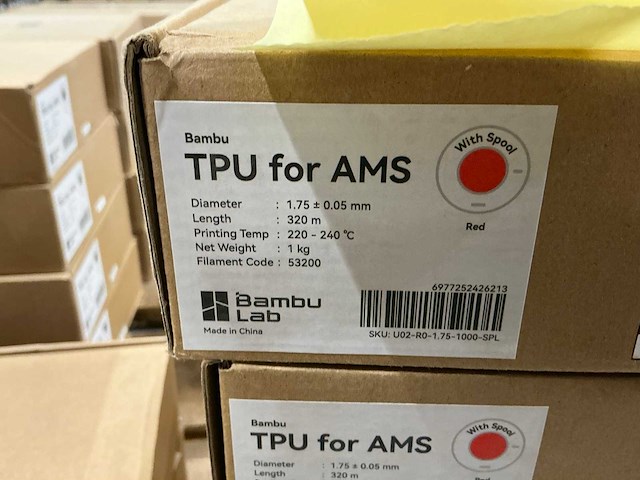 Bambu
TPU for AMS
With Spool
Red
Diameter : 1.75 ± 0.05 mm
Length : 320 m
Printing Temp : 220 - 240 °C
Net Weight : 1 kg
Filament Code : 53200
Bambu
Lab
Made in China
6977252426213
SKU: U02-R0-1.75-1000-SPL
Bambu
TPU for AMS
With Spool
Diameter : 1.75 ± 0.05 mm
Length : 320 m